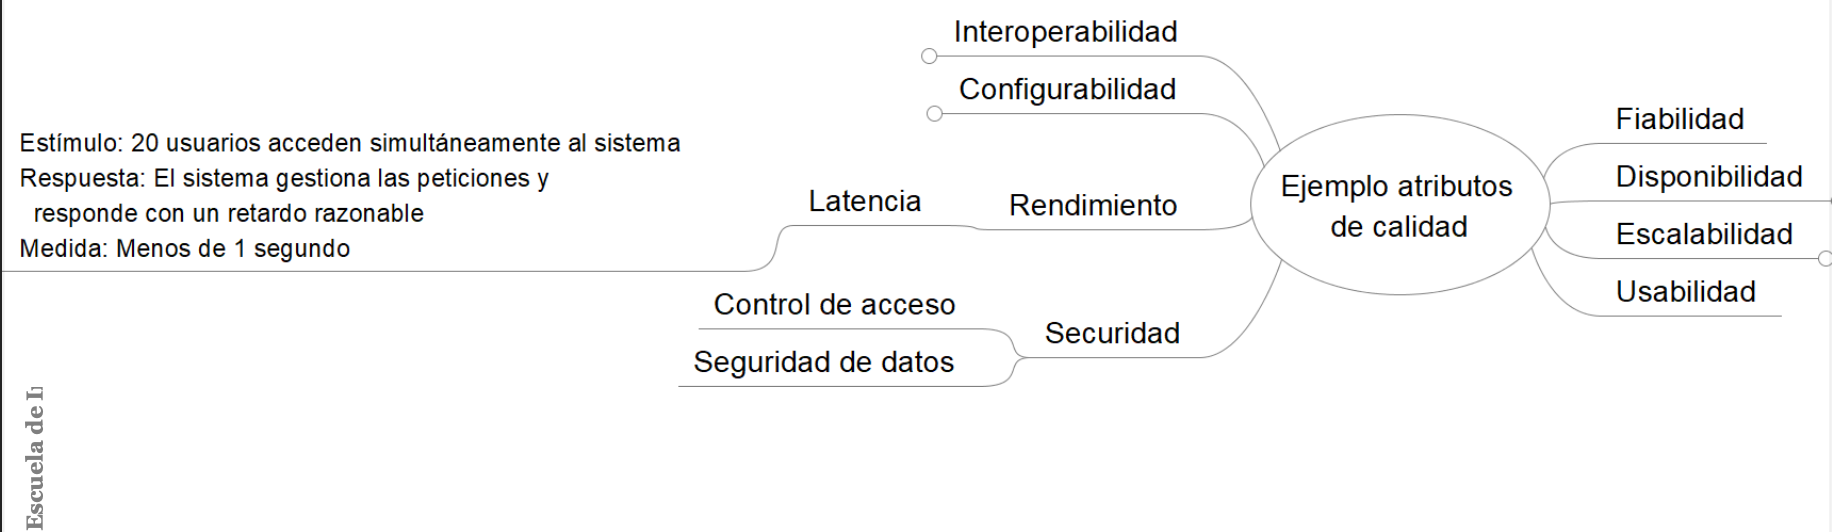 Interoperabilidad
Configurabilidad
Estímulo: 20 usuarios acceden simultáneamente al sistema
Respuesta: El sistema gestiona las peticiones y
responde con un retardo razonable
Medida: Menos de 1 segundo
Latencia
Rendimiento
Control de acceso
Seguridad de datos
Securidad
Ejemplo atributos
de calidad
Fiabilidad
Disponibilidad
Escalabilidad
Usabilidad
Escuela de